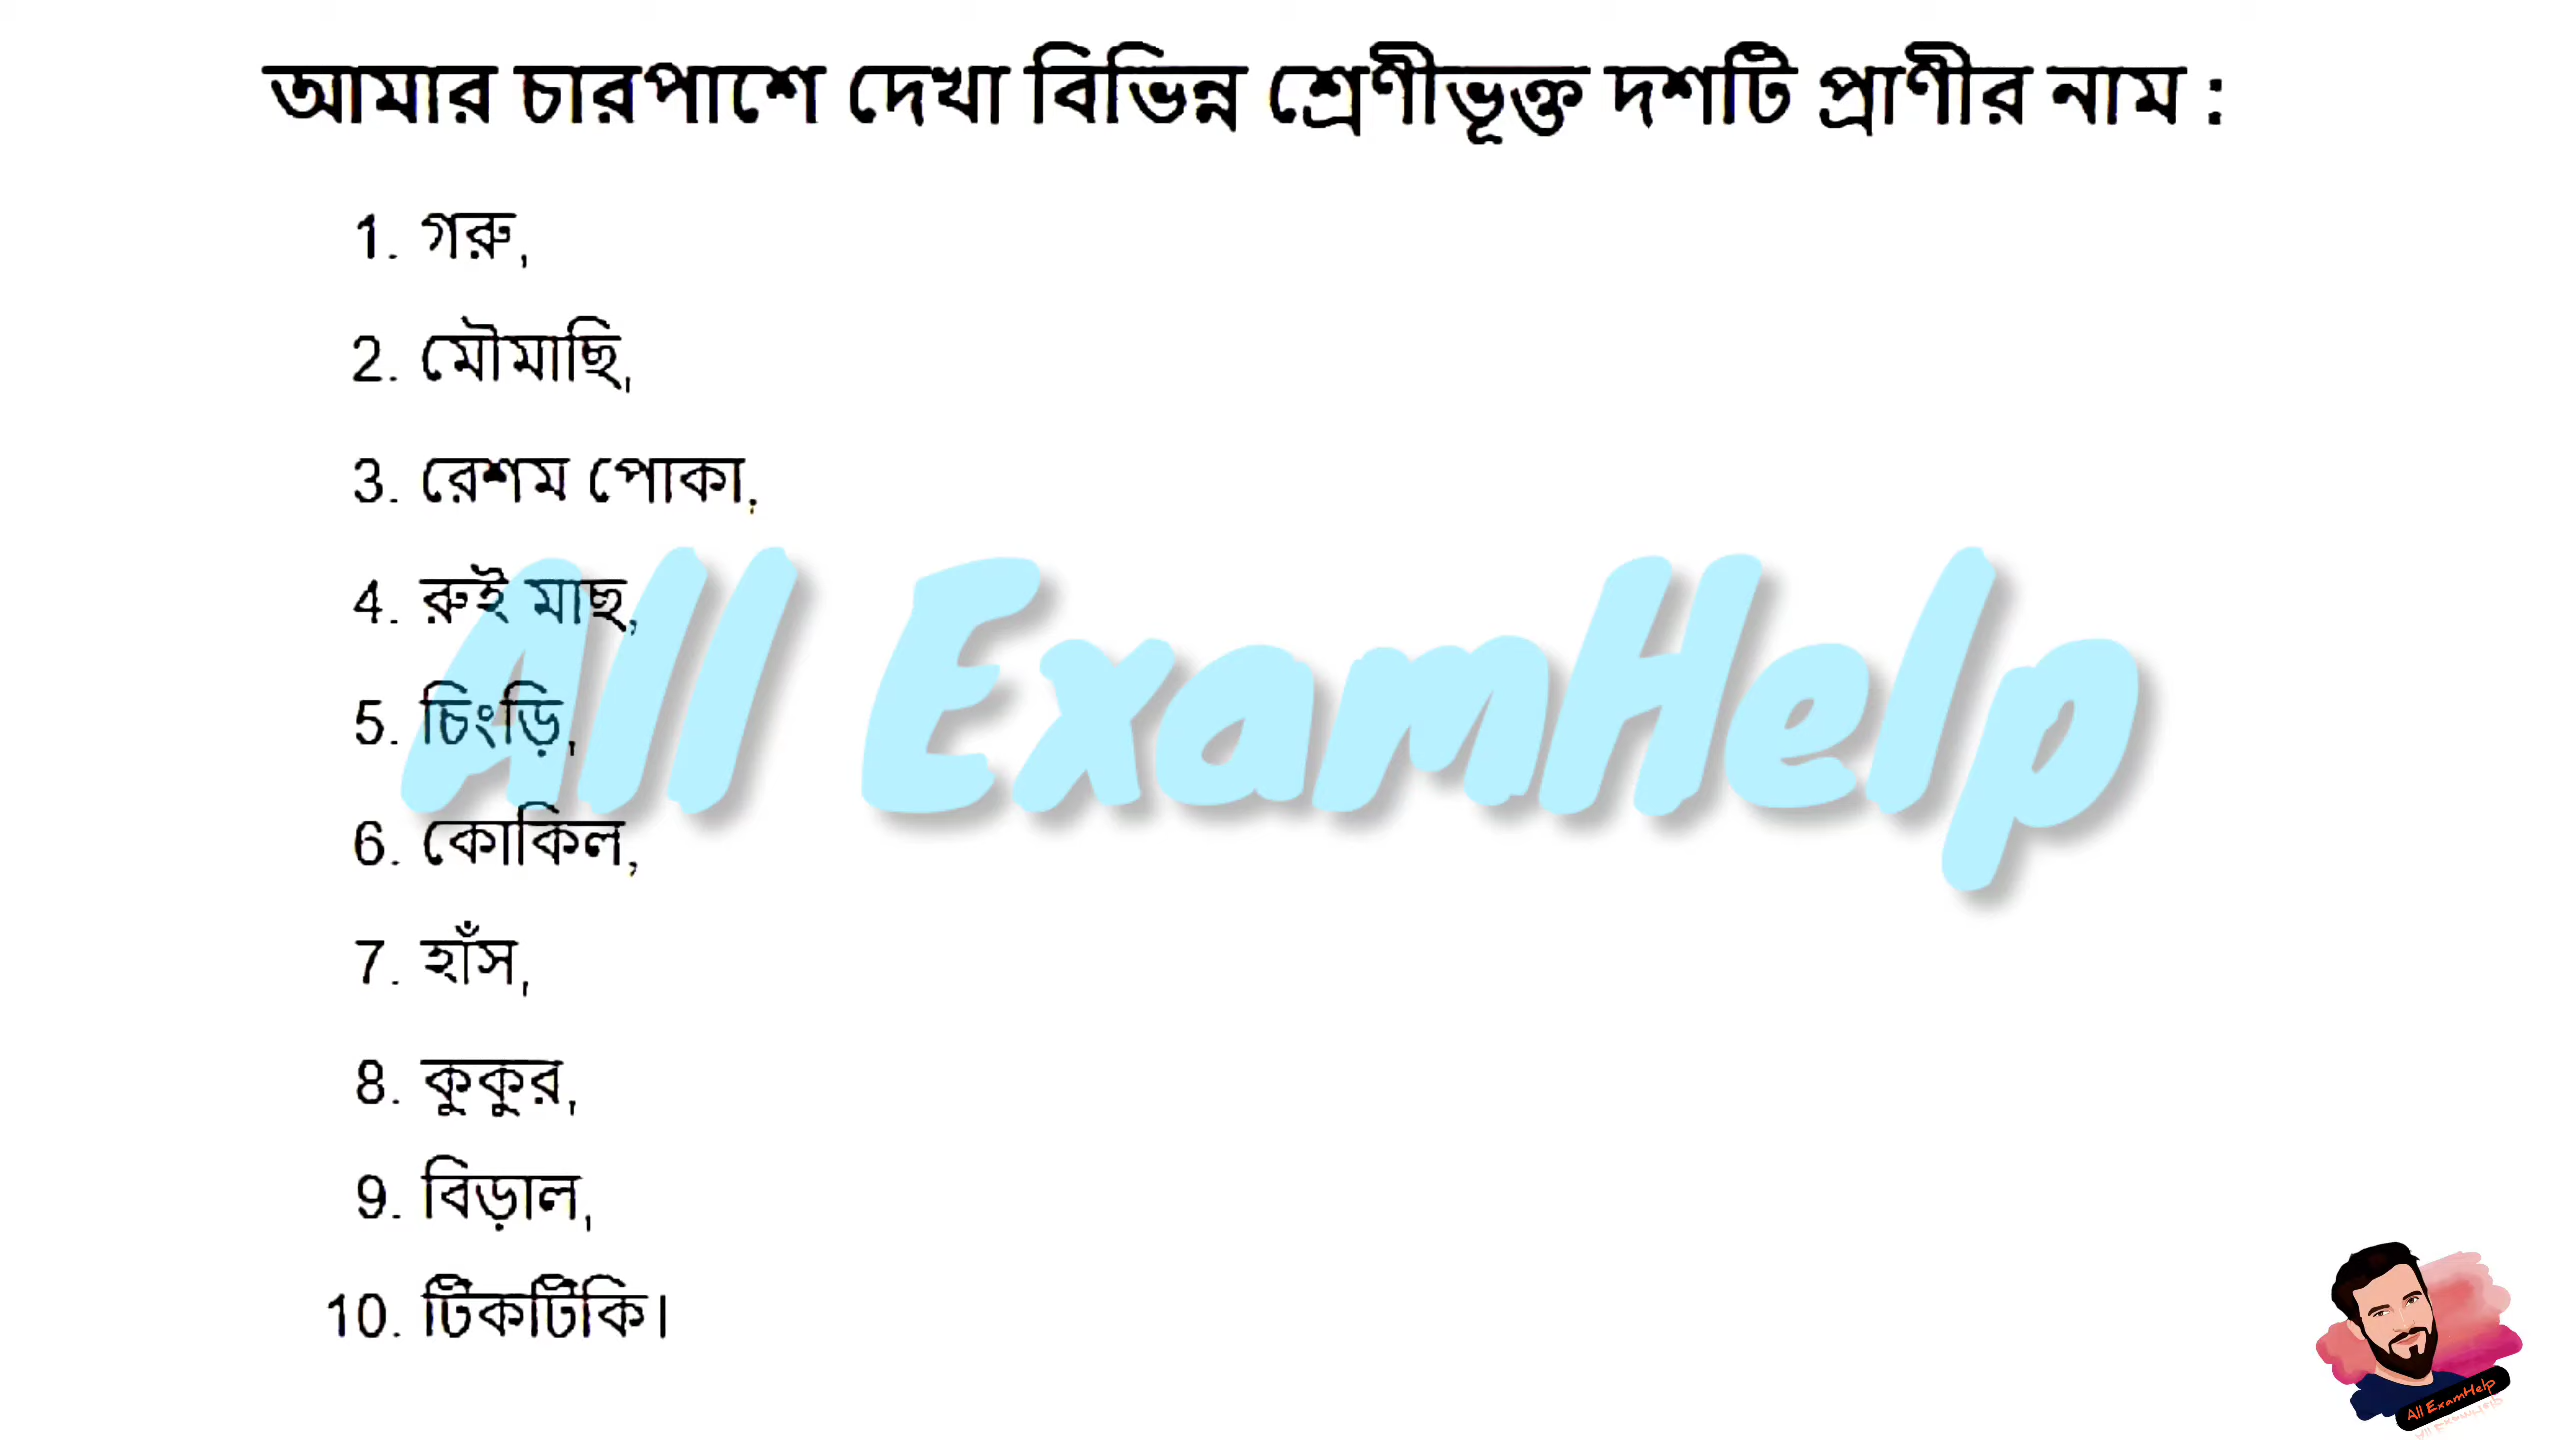 আমার চারপাশে দেখা বিভিন্ন শ্রেণীভূক্ত দশটি প্রাণীর নাম :
1. গরু,
2. মৌমাছি,
3. রেশম পোকা,
4. রুই মাছ,
5. চিংড়ি,
All ExamHelp
6. কোকিল,
7. হাঁস,
8. কুকুর,
9. বিড়াল,
10. টিকটিকি।
All ExamHelp